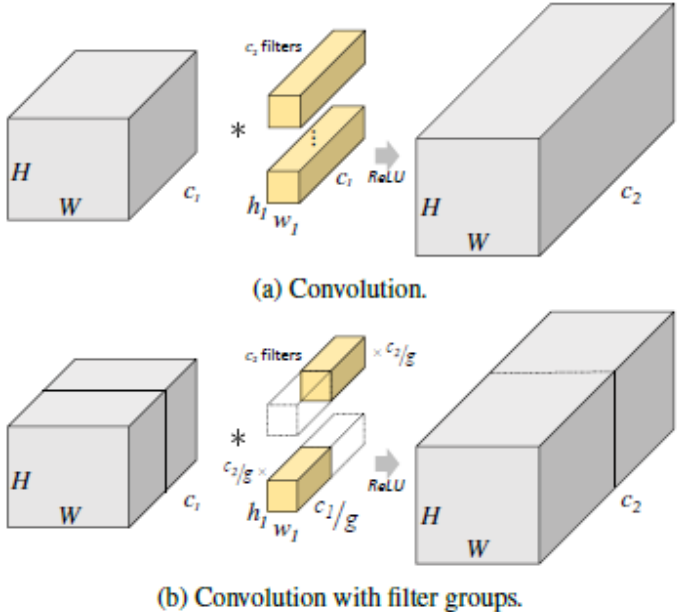 c₂ filters
*
H
W
c₁
h₁ w₁
c₁
ReLU
H
W
c₂
(a) Convolution.
c₂ filters
× c₂/g
*
c₂/g ×
H
W
c₁
h₁ w₁
c₁/g
ReLU
H
W
c₂
(b) Convolution with filter groups.